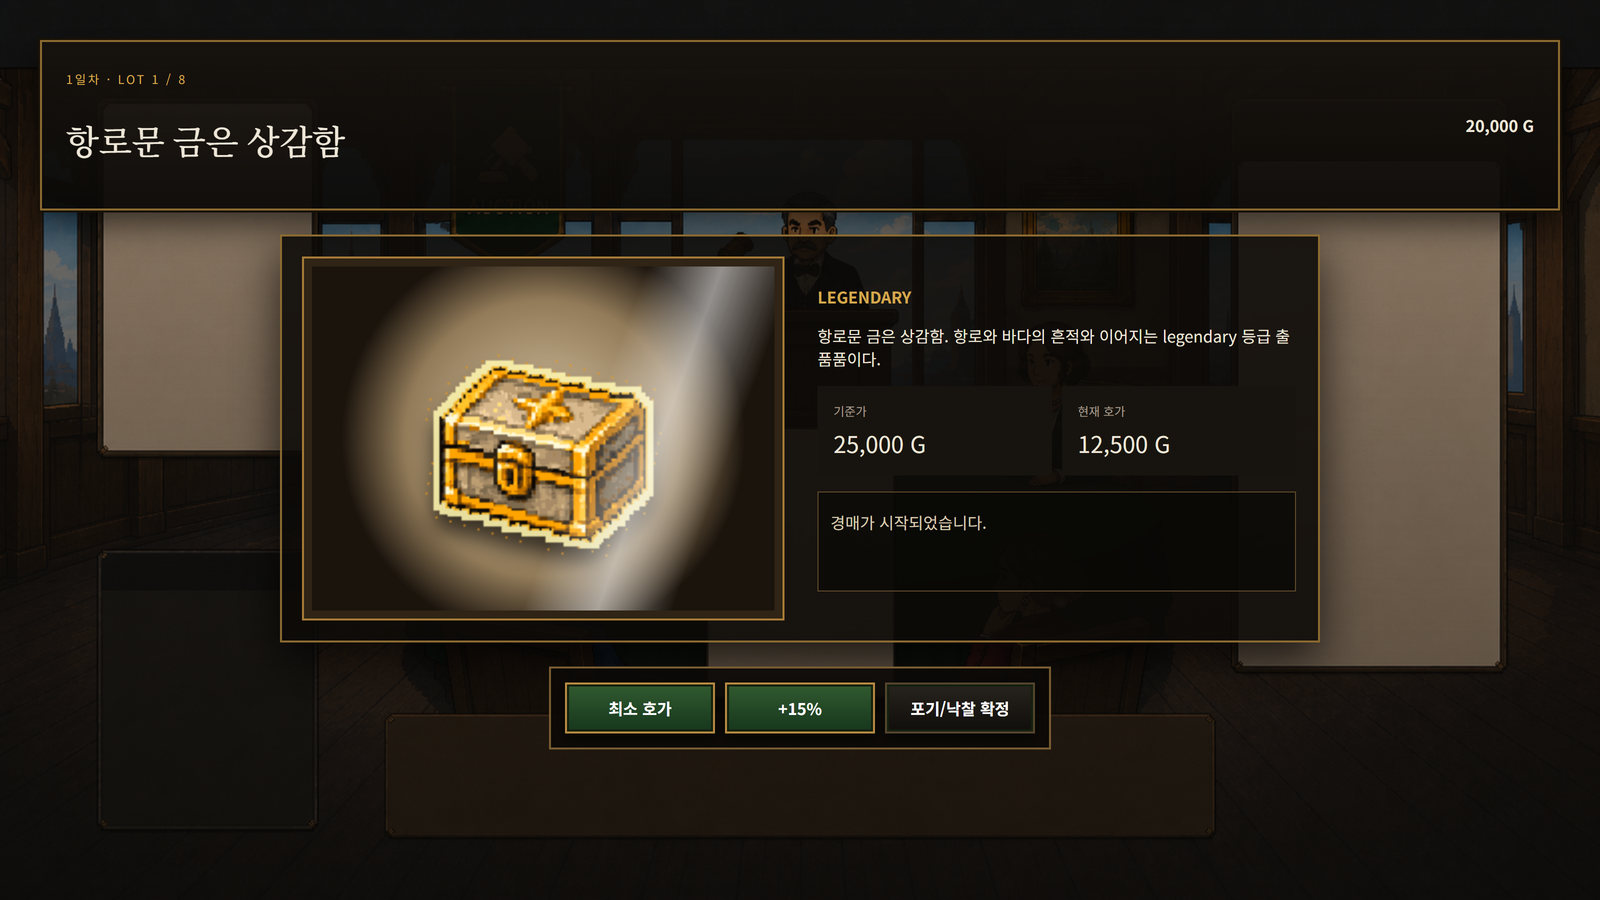 1일차 · LOT 1 / 8
항로문 금은 상감함
20,000 G
AUCTION
LEGENDARY
항로문 금은 상감함. 항로와 바다의 흔적와 이어지는 legendary 등급 출
품품이다.
기준가
현재 호가
25,000 G
12,500 G
경매가 시작되었습니다.
최소 호가
+15%
포기/낙찰 확정